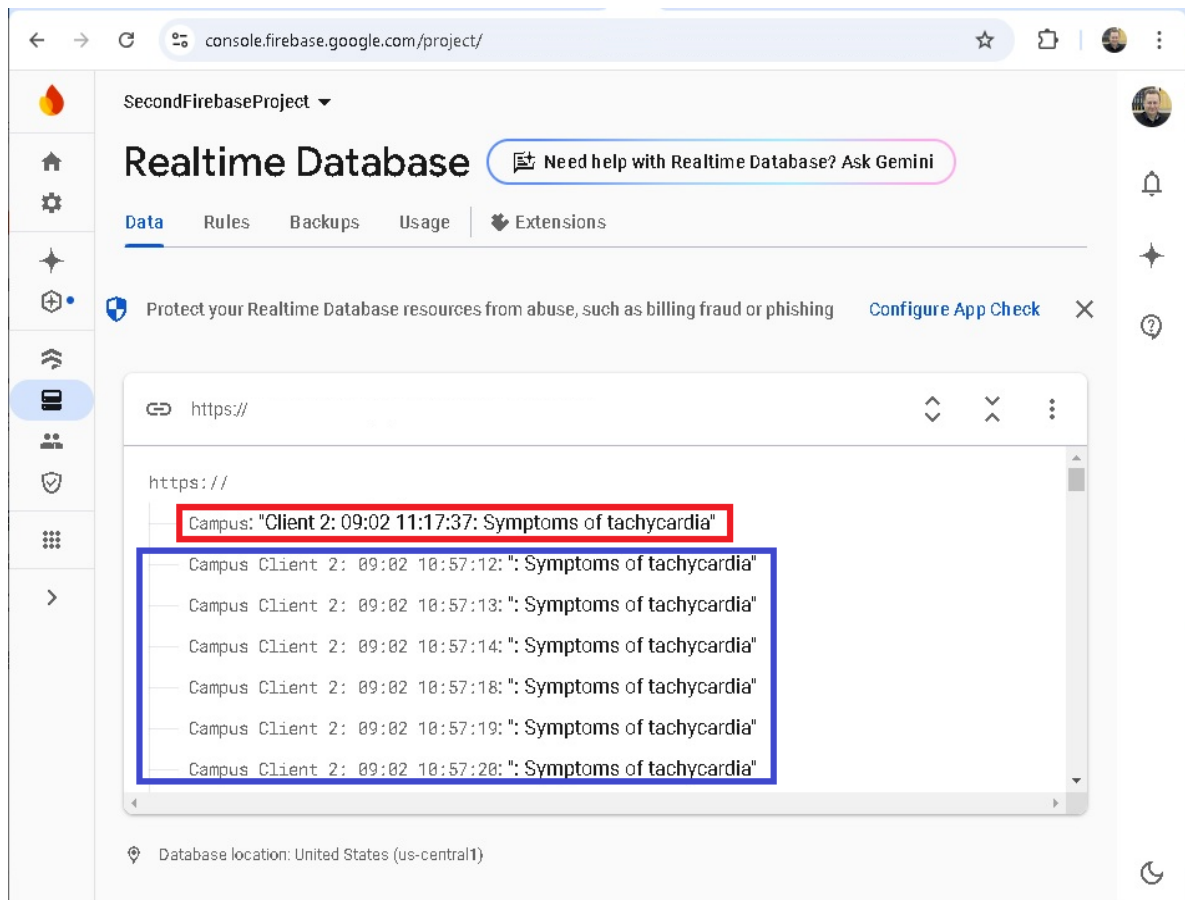 console.firebase.google.com/project/
SecondFirebaseProject
Realtime Database Need help with Realtime Database? Ask Gemini
Data Rules Backups Usage Extensions
Protect your Realtime Database resources from abuse, such as billing fraud or phishing Configure App Check
https://
https://
Campus: "Client 2: 09:02 11:17:37: Symptoms of tachycardia"
Campus Client 2: 09:02 10:57:12: ": Symptoms of tachycardia"
Campus Client 2: 09:02 10:57:13: ": Symptoms of tachycardia"
Campus Client 2: 09:02 10:57:14: ": Symptoms of tachycardia"
Campus Client 2: 09:02 10:57:18: ": Symptoms of tachycardia"
Campus Client 2: 09:02 10:57:19: ": Symptoms of tachycardia"
Campus Client 2: 09:02 10:57:20: ": Symptoms of tachycardia"
Database location: United States (us-central1)